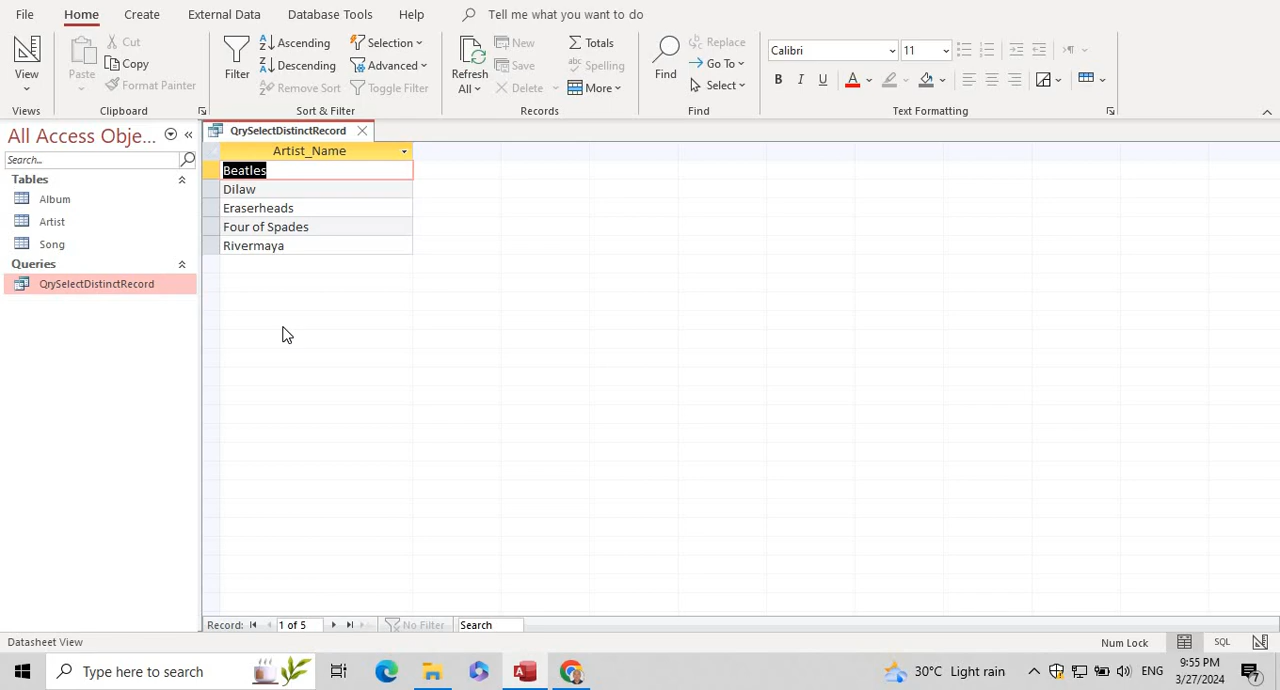 File Home Create External Data Database Tools Help Tell me what you want to do
View
Views
Paste
Cut
Copy
Format Painter
Clipboard
Filter
Ascending
Descending
Remove Sort
Selection
Advanced
Toggle Filter
Sort & Filter
Refresh
All
New
Save
Delete
Totals
Spelling
More
Records
Find
Replace
Go To
Select
Find
Calibri 11
B I U A
Text Formatting
All Access Obje...
Search...
Tables
Album
Artist
Song
Queries
QrySelectDistinctRecord
QrySelectDistinctRecord
Artist_Name
Beatles
Dilaw
Eraserheads
Four of Spades
Rivermaya
Record: 1 of 5 No Filter Search
Datasheet View Num Lock SQL
Type here to search 30°C Light rain ENG 9:55 PM
3/27/2024
7